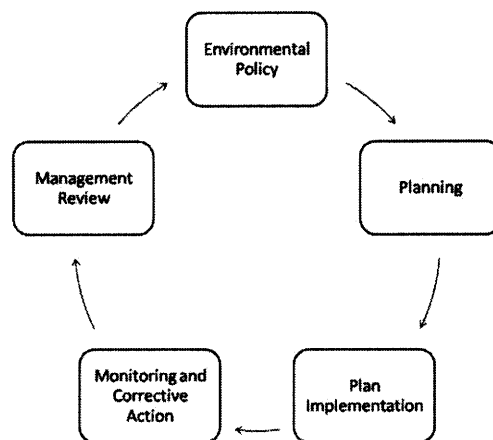 Environmental
Policy
Planning
Plan
Implementation
Monitoring and
Corrective
Action
Management
Review